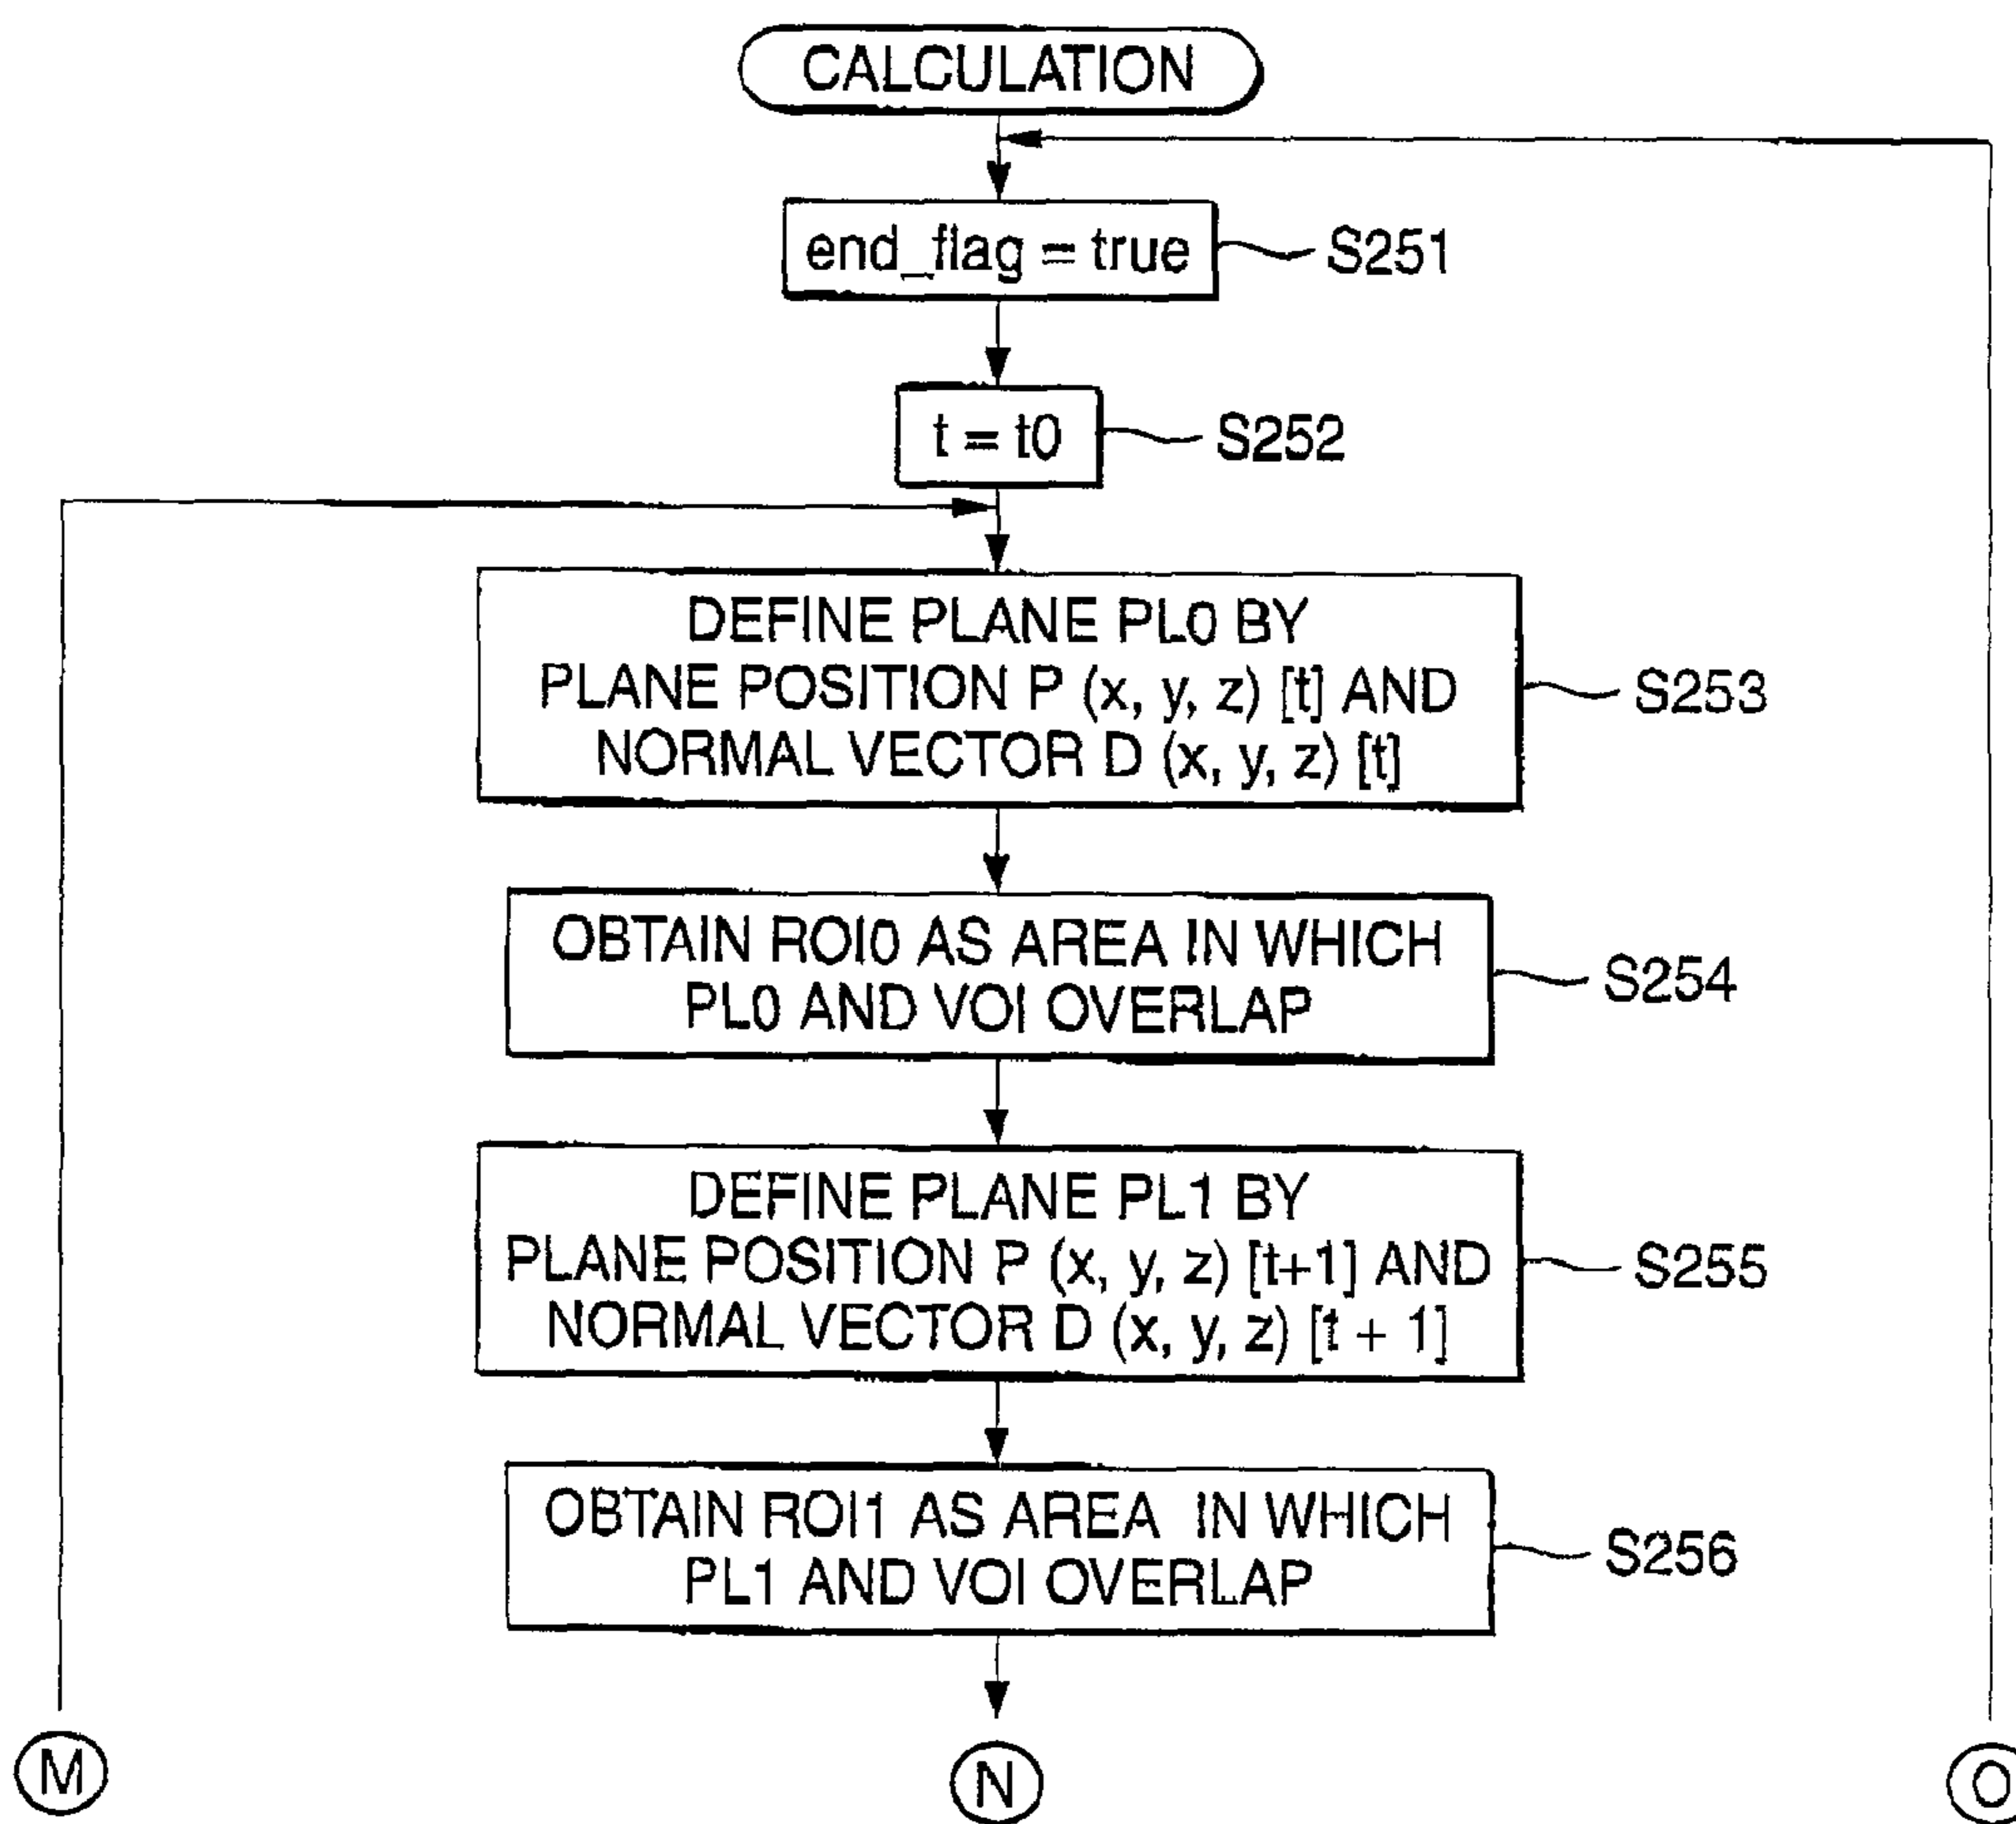 CALCULATION
end_flag = true
S251
t = t0
S252
DEFINE PLANE PL0 BY
PLANE POSITION P (x, y, z) [t] AND
NORMAL VECTOR D (x, y, z) [t]
S253
OBTAIN ROI0 AS AREA IN WHICH
PL0 AND VOI OVERLAP
S254
DEFINE PLANE PL1 BY
PLANE POSITION P (x, y, z) [t+1] AND
NORMAL VECTOR D (x, y, z) [t + 1]
S255
OBTAIN ROI1 AS AREA IN WHICH
PL1 AND VOI OVERLAP
S256
M
N
O